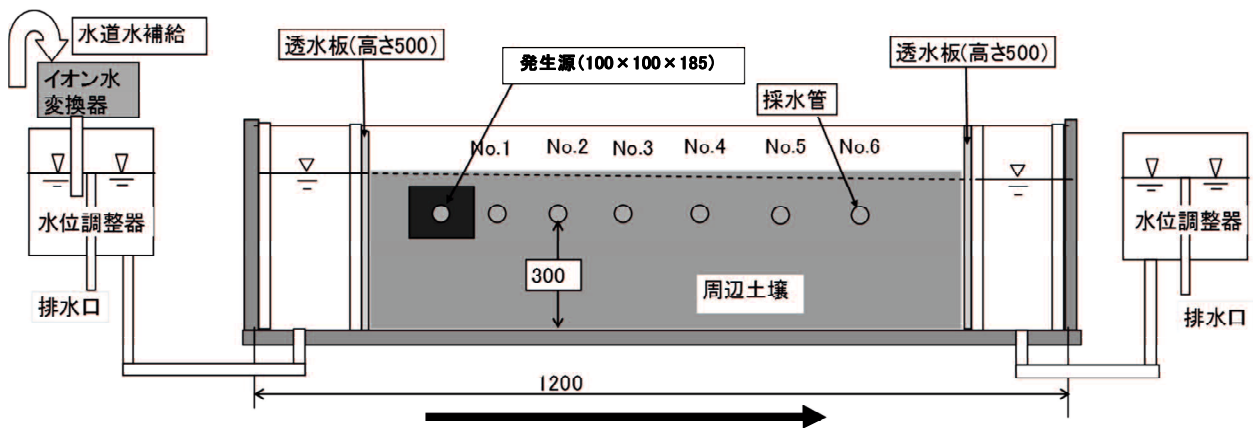 水道水補給
イオン水
変換器
透水板(高さ500)
発生源(100×100×185)
採水管
透水板(高さ500)
No.1
No.2
No.3
No.4
No.5
No.6
水位調整器
排水口
300
周辺土壌
水位調整器
排水口
1200